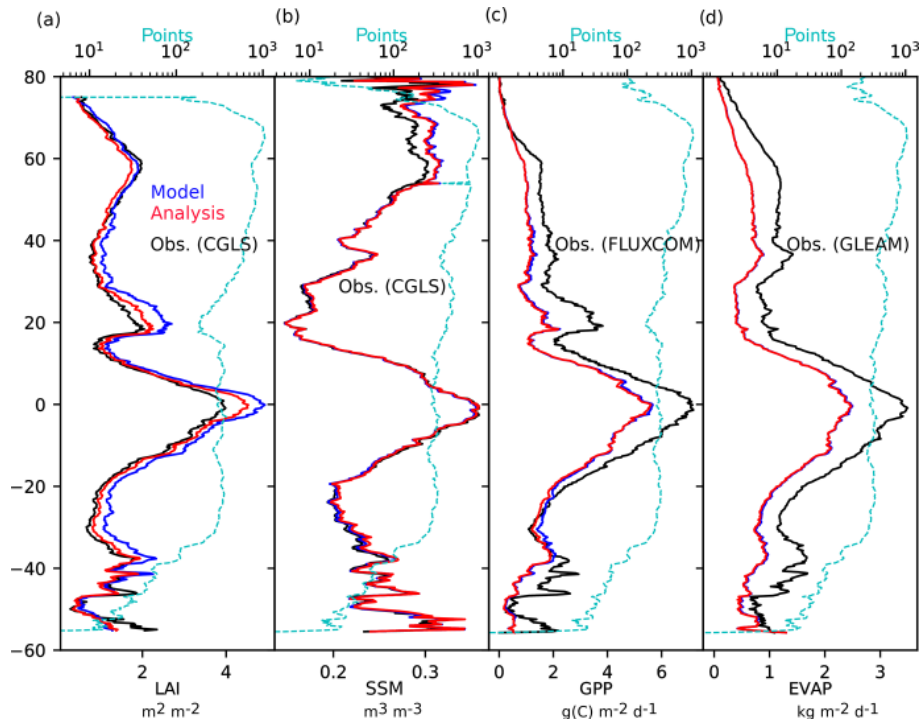 (a) (b) (c) (d)
Points Points Points Points
10¹ 10² 10³ 10¹ 10² 10³ 10¹ 10² 10³ 10¹ 10² 10³
80
60
Model
Analysis
Obs. (CGLS) Obs. (FLUXCOM) Obs. (GLEAM)
40
Obs. (CGLS)
20
0
−20
−40
−60
2 4 0.2 0.3 0 2 4 6 0 1 2 3
LAI SSM GPP EVAP
m² m⁻² m³ m⁻³ g(C) m⁻² d⁻¹ kg m⁻² d⁻¹